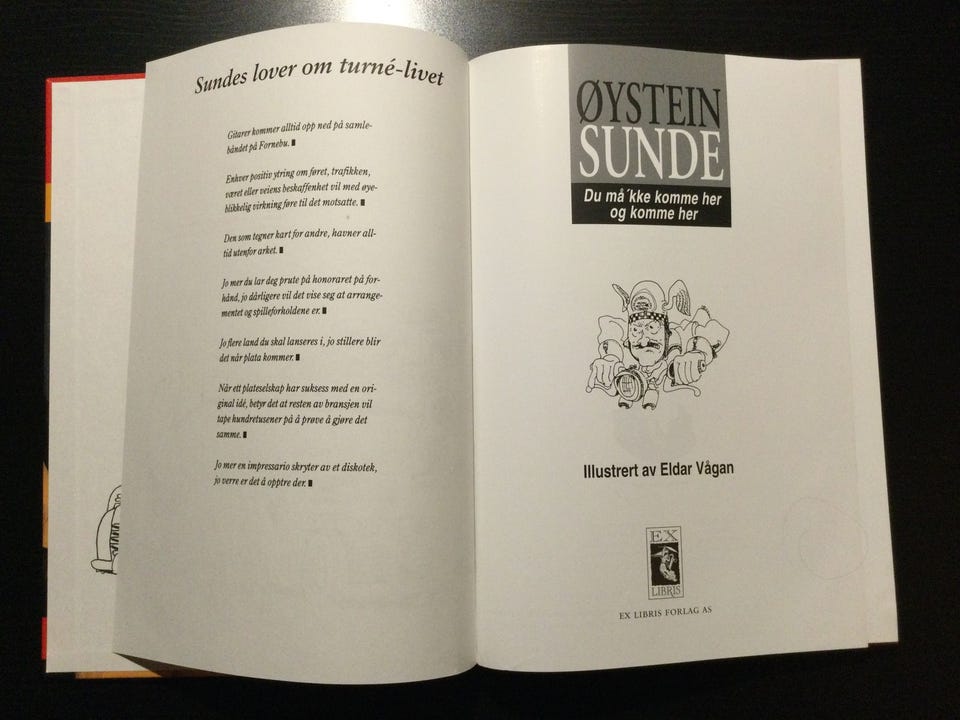 Sundes lover om turné-livet
Gitarer kommer alltid opp ned på samle-
båndet på Fornebu.
Enhver positiv ytring om føret, trafikken,
været eller veiens beskaffenhet vil med øye-
blikkelig virkning føre til det motsatte.
Den som tegner kart for andre, havner all-
tid utenfor arket.
Jo mer du lar deg prute på honoraret på for-
hånd, jo dårligere vil det vise seg at arrange-
mentet og spilleforholdene er.
Jo flere land du skal lanseres i, jo stillere blir
det når plata kommer.
Når ett plateselskap har suksess med en ori-
ginal idé, betyr det at resten av bransjen vil
tape hundretusener på å prøve å gjøre det
samme.
Jo mer en impressario skryter av et diskotek,
jo verre er det å opptre der.
ØYSTEIN
SUNDE
Du må´kke komme her
og komme her
Illustrert av Eldar Vågan
EX
LIBRIS
EX LIBRIS FORLAG AS